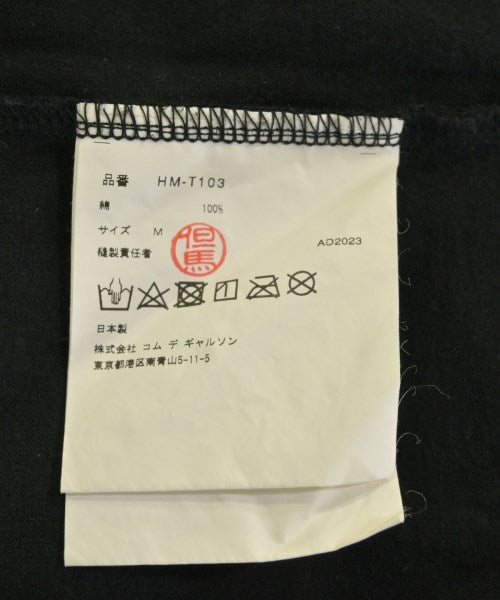 品番 HM-T103
綿 100%
サイズ M
縫製責任者 但馬 AD2023
日本製
株式会社 コム デ ギャルソン
東京都港区南青山5-11-5